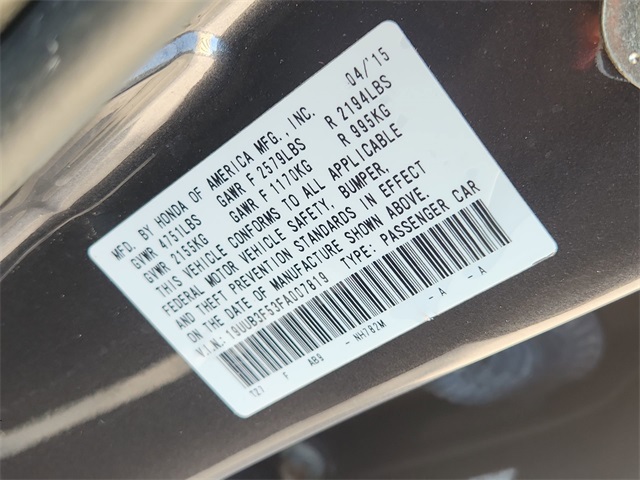 MFD. BY HONDA OF AMERICA MFG.,INC. 04/'15
GVWR 4751LBS GAWR F 2579LBS R 2194LBS
GVWR 2155KG GAWR F 1170KG R 995KG
THIS VEHICLE CONFORMS TO ALL APPLICABLE
FEDERAL MOTOR VEHICLE SAFETY, BUMPER,
AND THEFT PREVENTION STANDARDS IN EFFECT
ON THE DATE OF MANUFACTURE SHOWN ABOVE.
V.I.N.: 19UUB3F53FA007819 TYPE: PASSENGER CAR
TZ7 F AB9 - NH782M - A - A